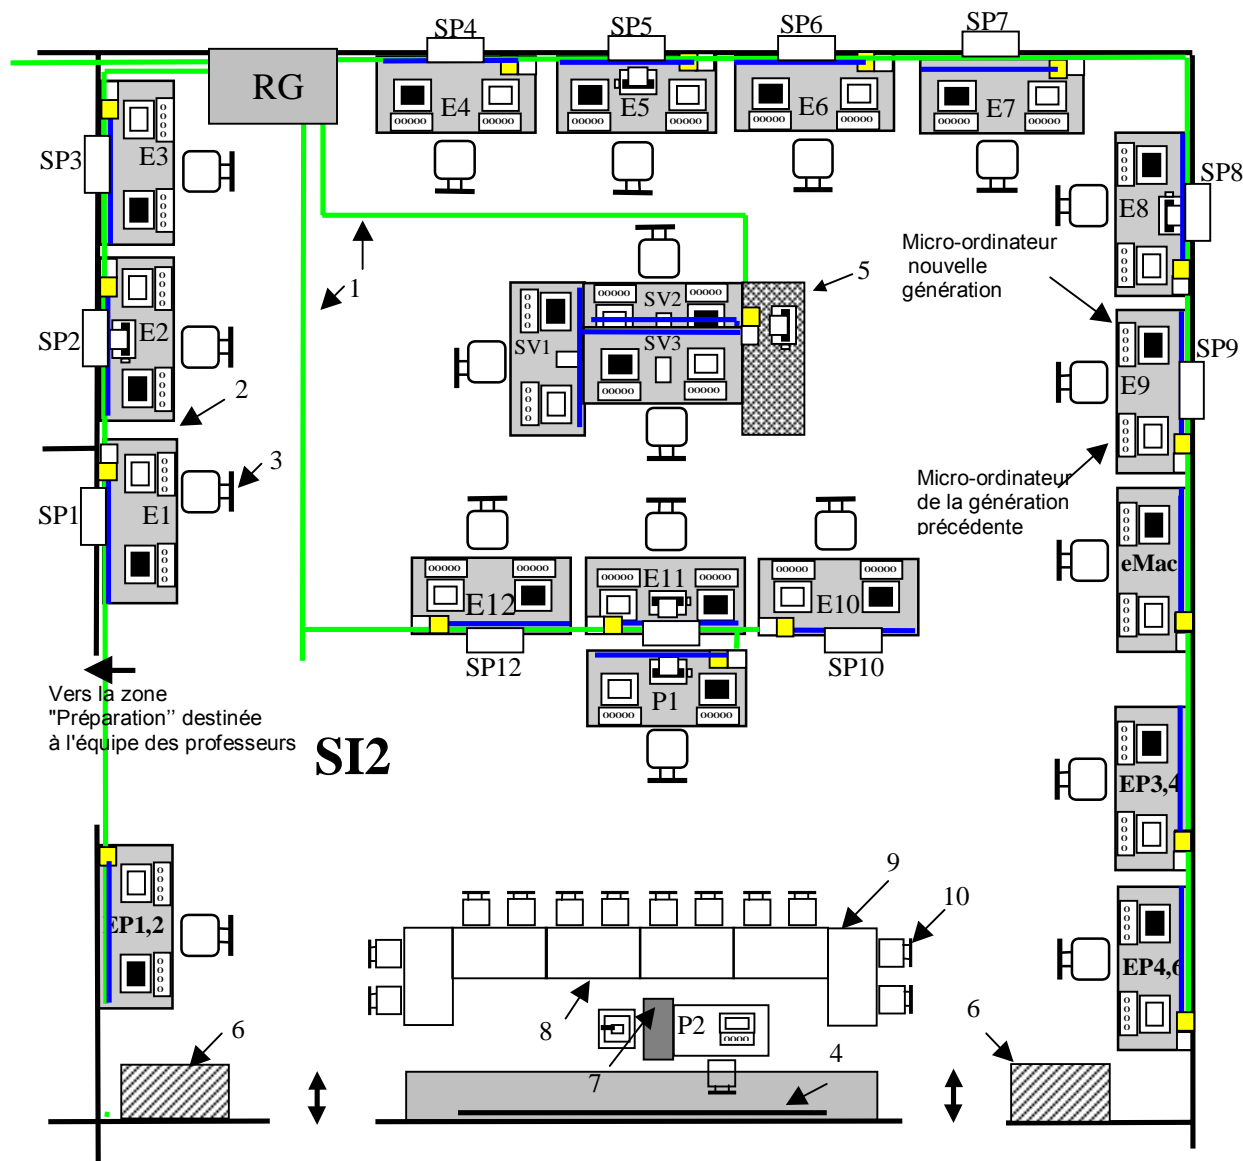 SP4
SP5
SP6
SP7
RG
E4
E5
E6
E7
SP3
E3
SP8
E8
Micro-ordinateur
nouvelle
génération
1
5
SV2
SV1
SV3
SP2
E2
2
SP9
E9
3
SP1
E1
Micro-ordinateur
de la génération
précédente
eMac
E12
E11
E10
SP12
SP10
P1
Vers la zone
"Préparation" destinée
à l'équipe des professeurs
SI2
EP3,4
EP1,2
9
10
EP4,6
8
P2
7
4
6
6